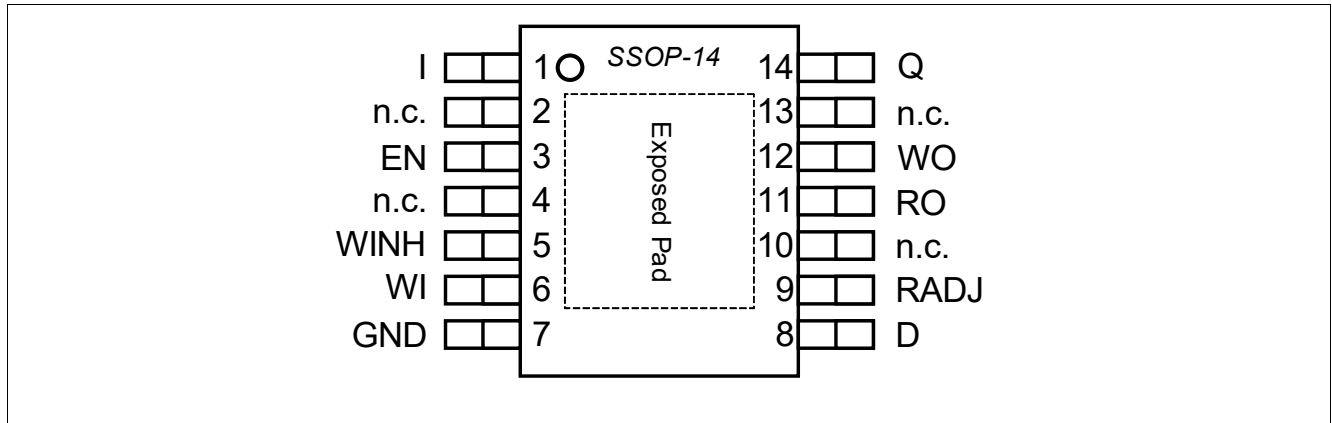 SSOP-14
I 1 14 Q
n.c. 2 13 n.c.
EN 3 12 WO
n.c. 4 11 RO
WINH 5 10 n.c.
WI 6 9 RADJ
GND 7 8 D
Exposed Pad